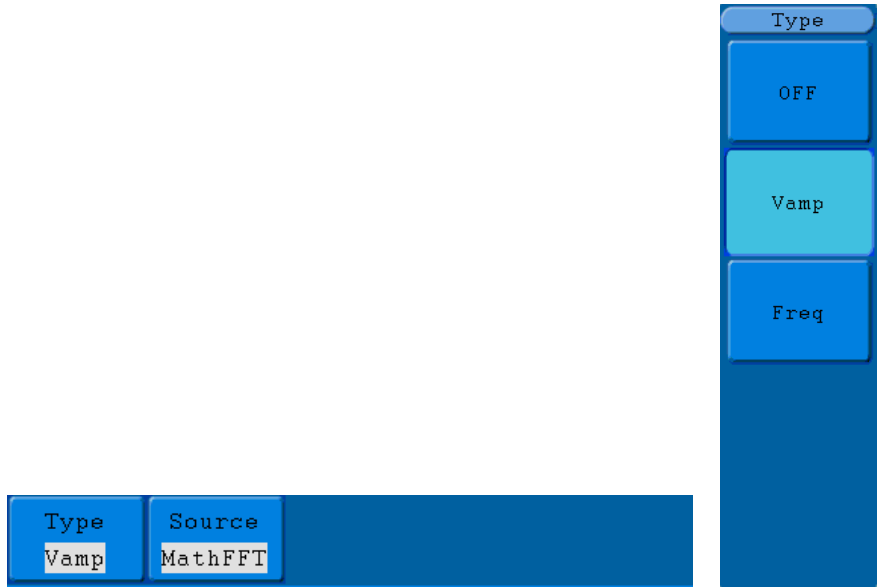 Type
OFF
Vamp
Freq
Type
Vamp
Source
MathFFT